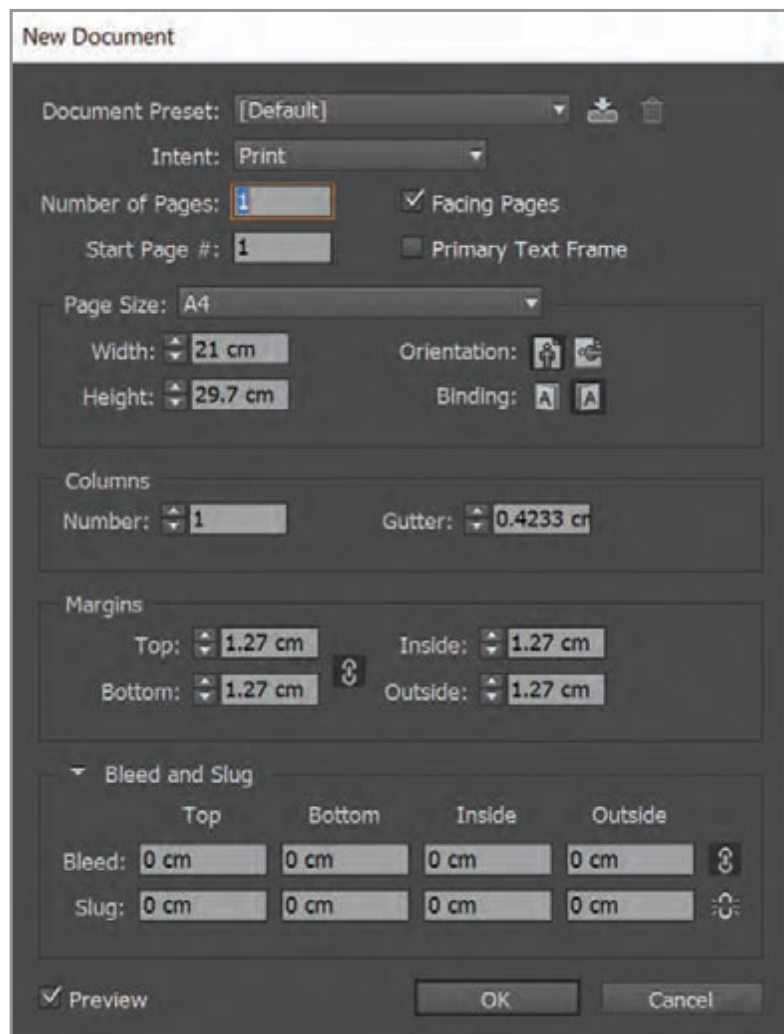 New Document
Document Preset: [Default]
Intent: Print
Number of Pages: 1 Facing Pages
Start Page #: 1 Primary Text Frame
Page Size: A4
Width: 21 cm Orientation:
Height: 29.7 cm Binding: A A
Columns
Number: 1 Gutter: 0.4233 cm
Margins
Top: 1.27 cm Inside: 1.27 cm
Bottom: 1.27 cm Outside: 1.27 cm
Bleed and Slug
Top Bottom Inside Outside
Bleed: 0 cm 0 cm 0 cm 0 cm
Slug: 0 cm 0 cm 0 cm 0 cm
Preview OK Cancel